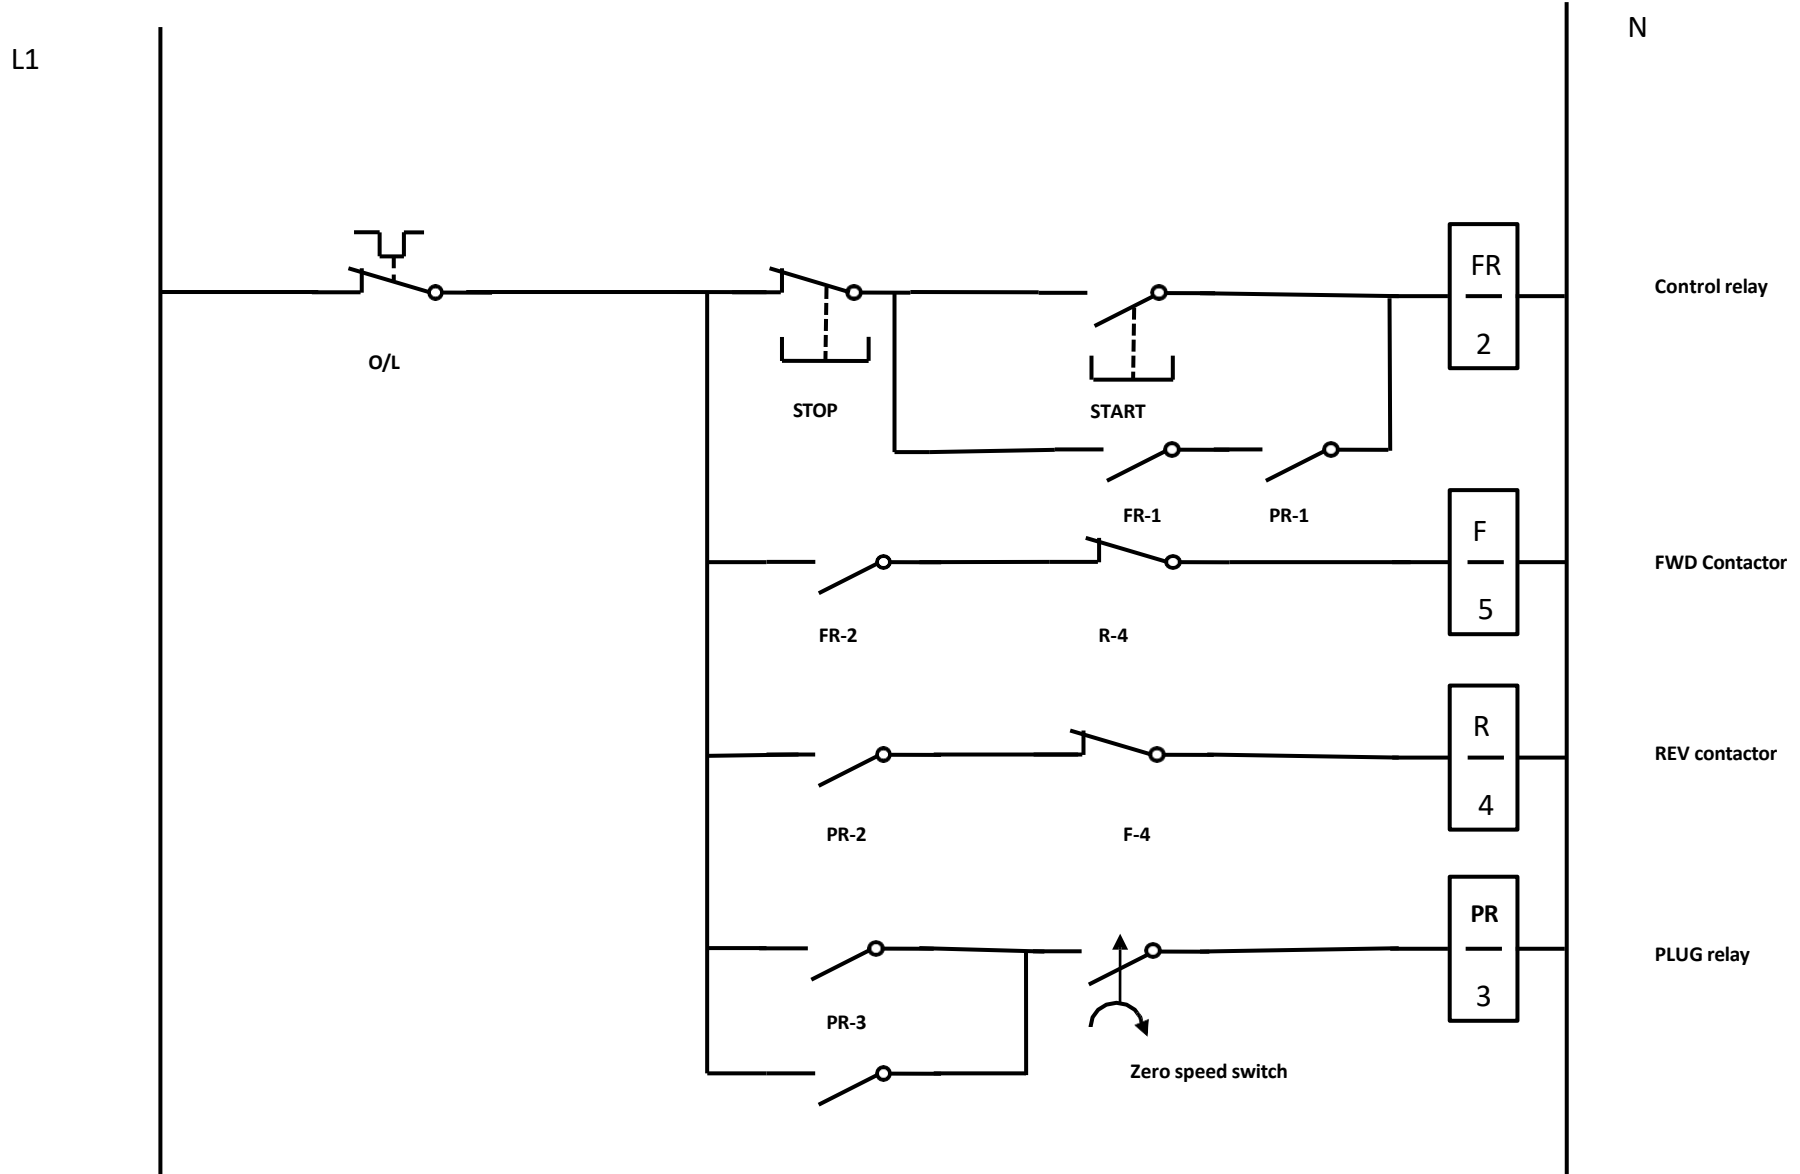 L1
N
FR
2
Control relay
O/L
STOP
START
FR-1
PR-1
F
5
FWD Contactor
FR-2
R-4
R
4
REV contactor
PR-2
F-4
PR
3
PLUG relay
PR-3
Zero speed switch